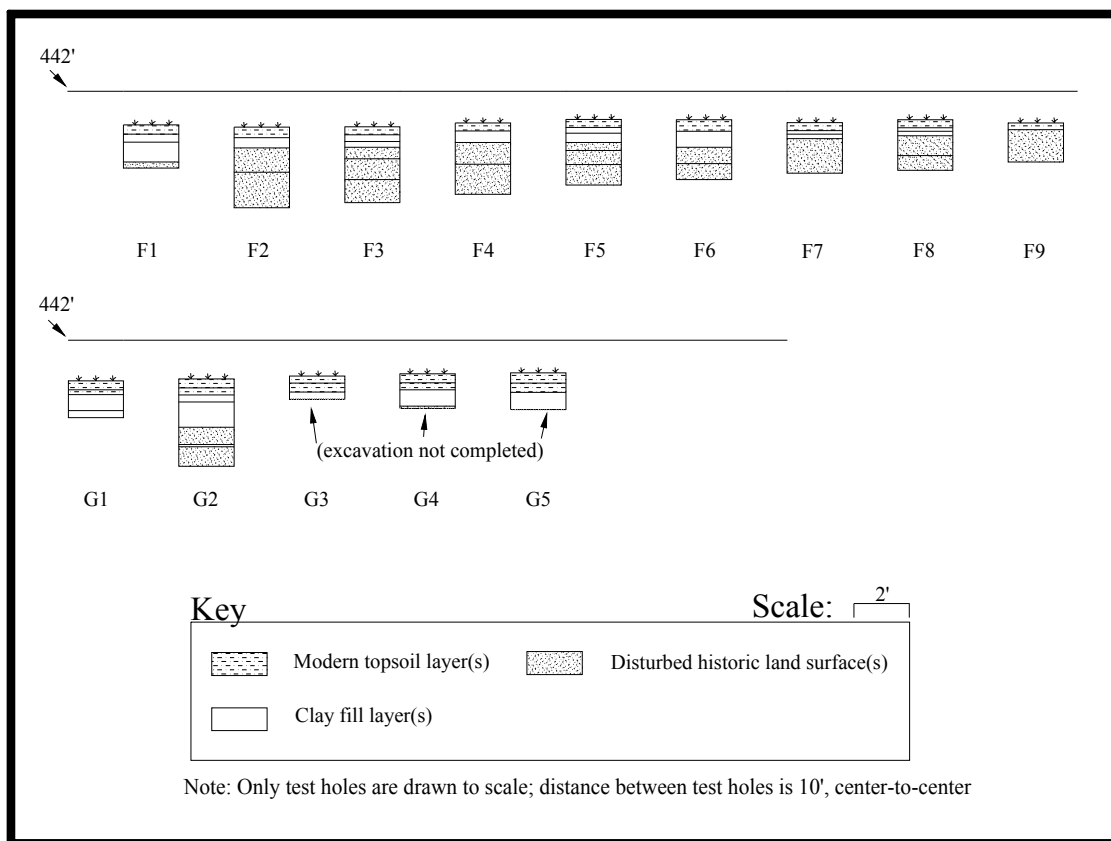 442'
F1 F2 F3 F4 F5 F6 F7 F8 F9
442'
(excavation not completed)
G1 G2 G3 G4 G5
Key Scale: 2'
Modern topsoil layer(s) Disturbed historic land surface(s)
Clay fill layer(s)
Note: Only test holes are drawn to scale; distance between test holes is 10', center-to-center